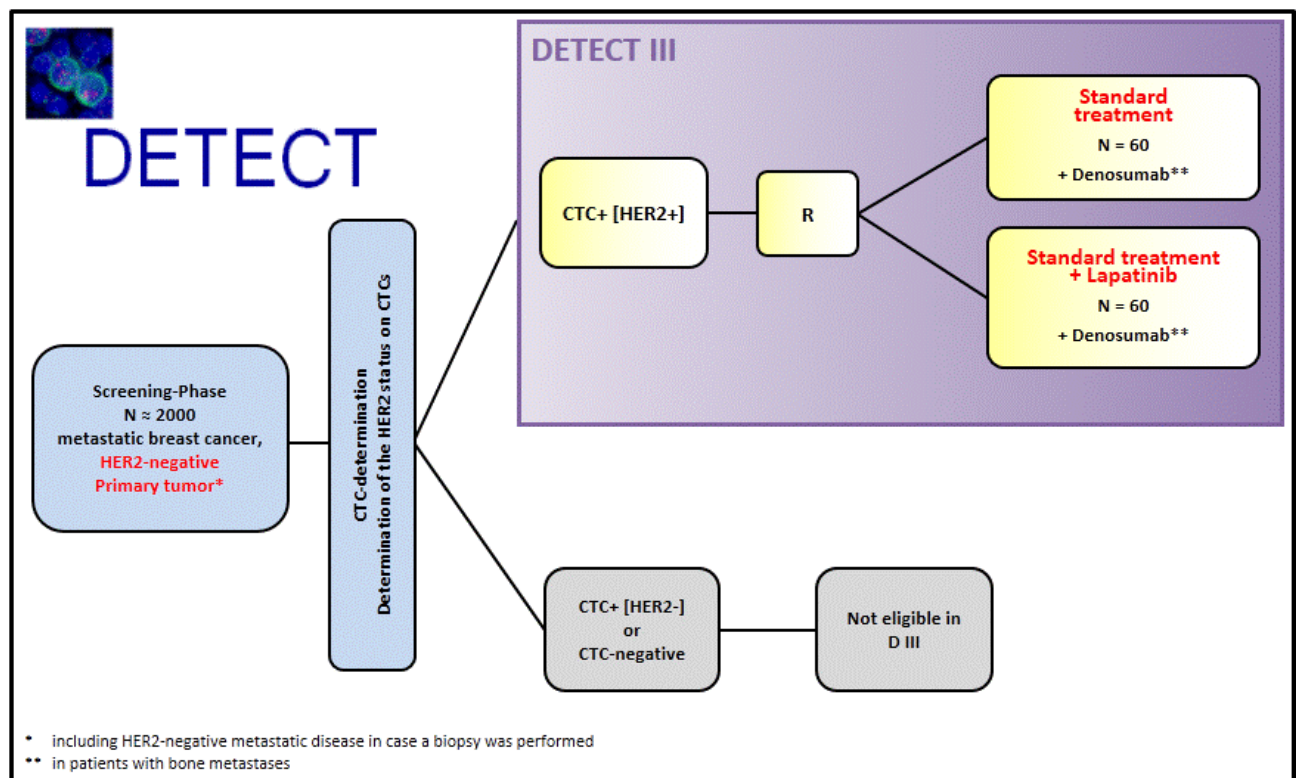 DETECT
DETECT III
Screening-Phase
N ≈ 2000
metastatic breast cancer,
HER2-negative
Primary tumor*
CTC-determination
Determination of the HER2 status on CTCs
CTC+ [HER2+]
R
Standard
treatment
N = 60
+ Denosumab**
Standard treatment
+ Lapatinib
N = 60
+ Denosumab**
CTC+ [HER2-]
or
CTC-negative
Not eligible in
D III
* including HER2-negative metastatic disease in case a biopsy was performed
** in patients with bone metastases